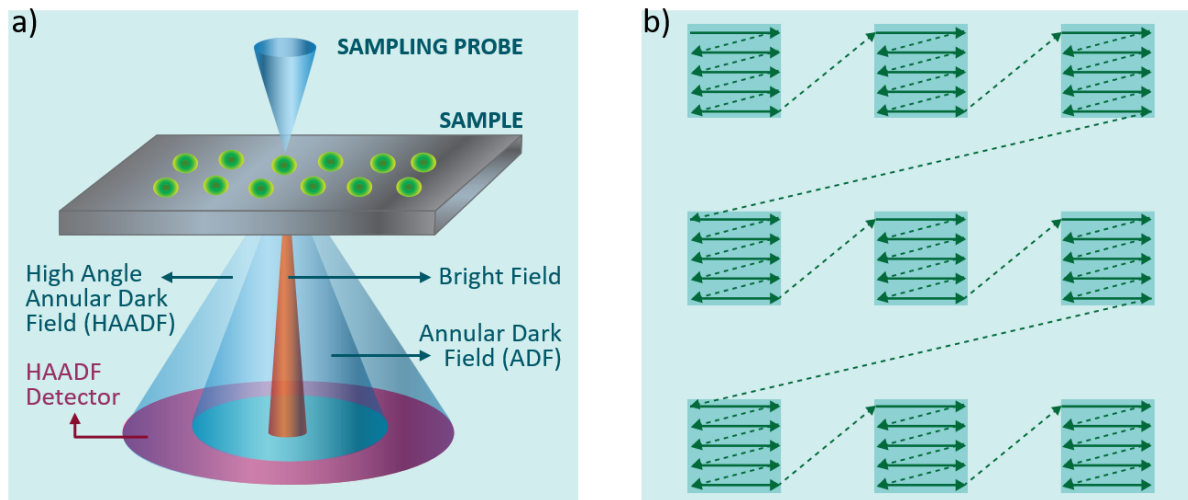 a)
SAMPLING PROBE
SAMPLE
High Angle
Annular Dark
Field (HAADF)
Bright Field
Annular Dark
Field (ADF)
HAADF
Detector
b)